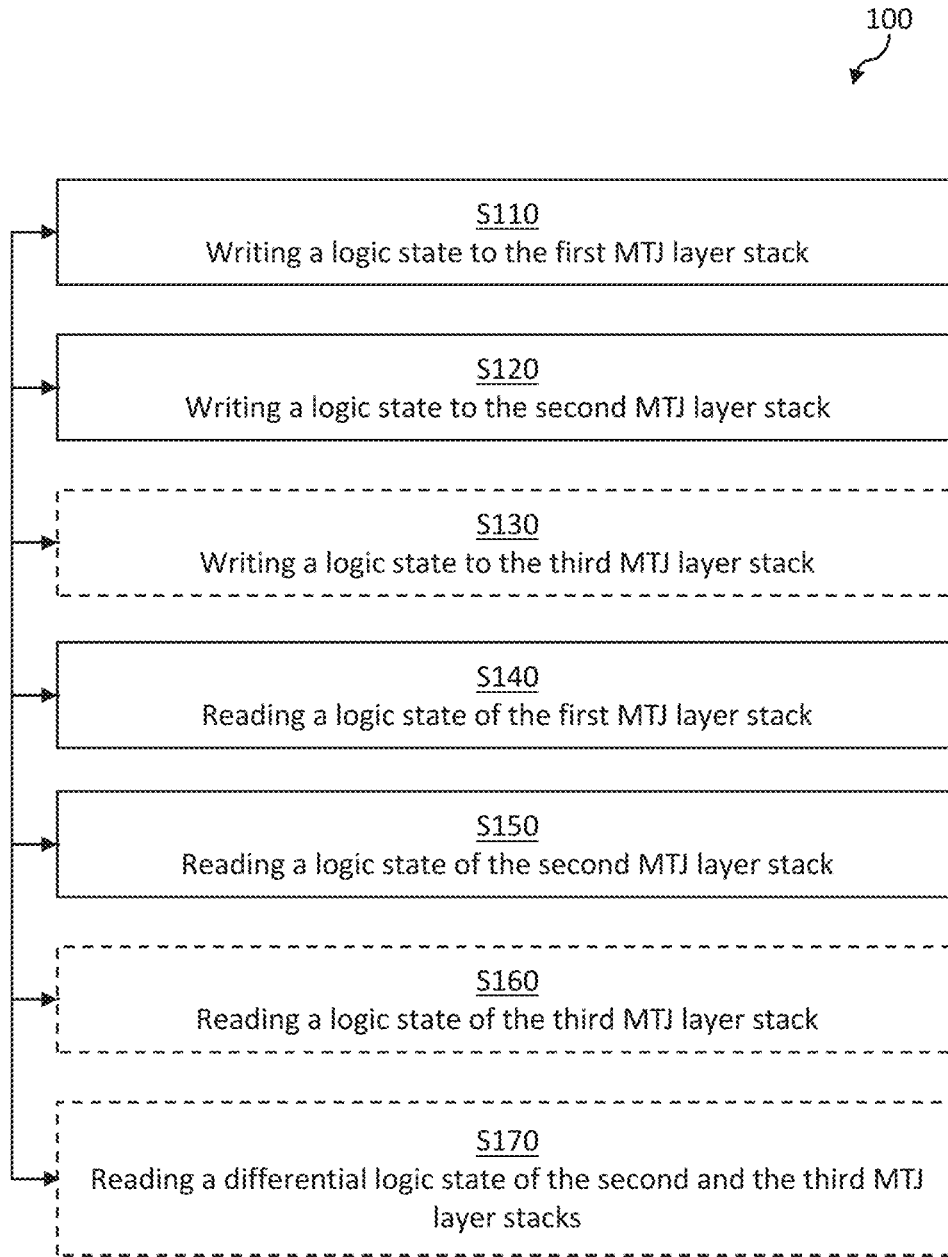 100
S110
Writing a logic state to the first MTJ layer stack
S120
Writing a logic state to the second MTJ layer stack
S130
Writing a logic state to the third MTJ layer stack
S140
Reading a logic state of the first MTJ layer stack
S150
Reading a logic state of the second MTJ layer stack
S160
Reading a logic state of the third MTJ layer stack
S170
Reading a differential logic state of the second and the third MTJ
layer stacks